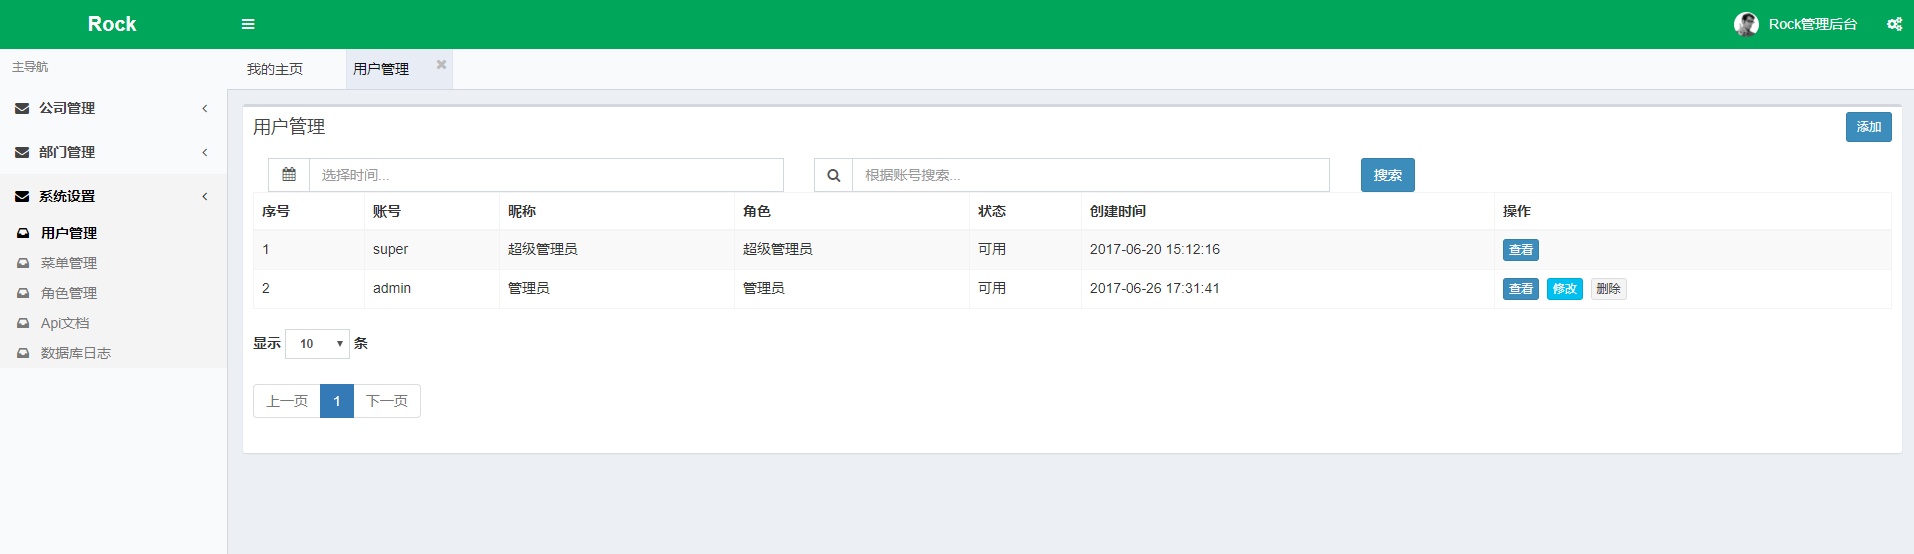 Rock
Rock管理后台
主导航
我的主页
用户管理
公司管理
部门管理
系统设置
用户管理
菜单管理
角色管理
Api文档
数据库日志
用户管理
添加
选择时间...
根据账号搜索...
搜索
序号 账号 昵称 角色 状态 创建时间 操作
1 super 超级管理员 超级管理员 可用 2017-06-20 15:12:16 查看
2 admin 管理员 管理员 可用 2017-06-26 17:31:41 查看 修改 删除
显示 10 条
上一页 1 下一页